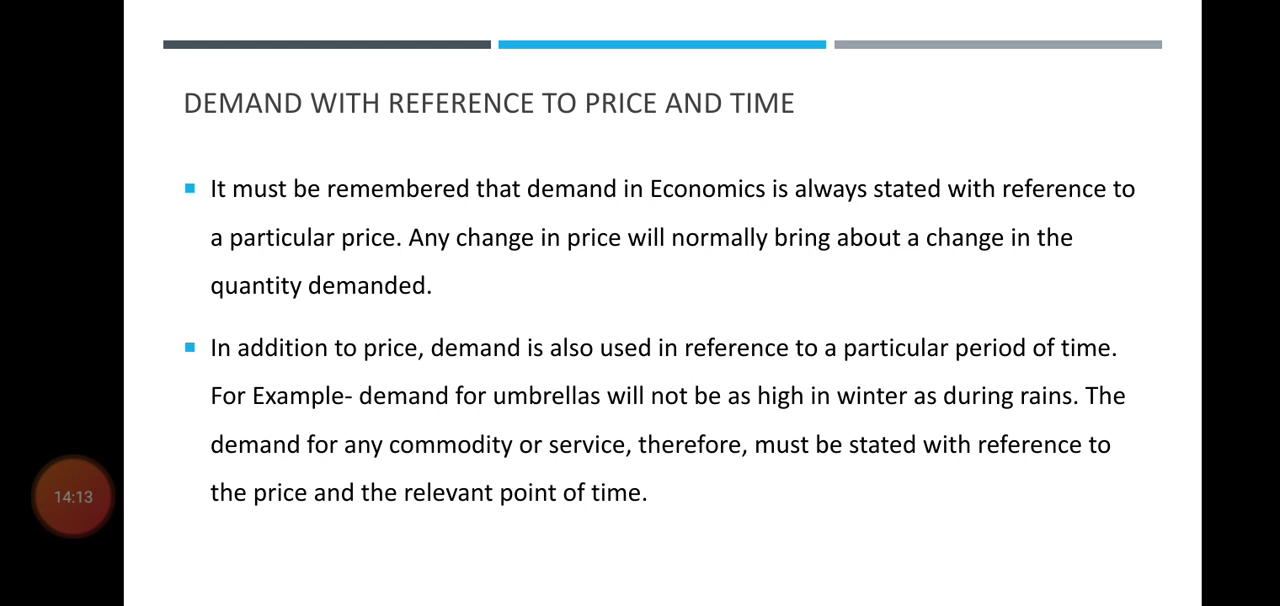 DEMAND WITH REFERENCE TO PRICE AND TIME
It must be remembered that demand in Economics is always stated with reference to
a particular price. Any change in price will normally bring about a change in the
quantity demanded.
In addition to price, demand is also used in reference to a particular period of time.
For Example- demand for umbrellas will not be as high in winter as during rains. The
demand for any commodity or service, therefore, must be stated with reference to
the price and the relevant point of time.
14:13